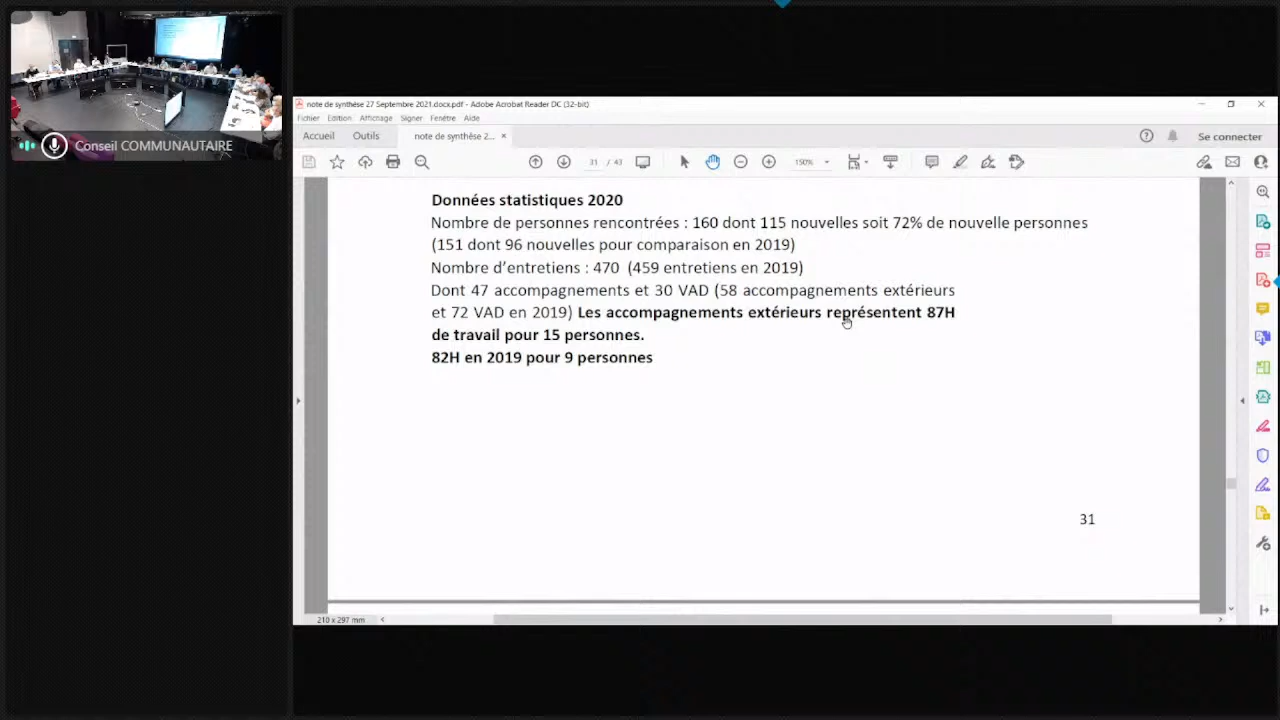 Conseil COMMUNAUTAIRE
note de synthèse 27 Septembre 2021.docx.pdf - Adobe Acrobat Reader DC (32-bit)
Fichier Edition Affichage Signer Fenêtre Aide
Accueil Outils note de synthèse 2... × Se connecter
31 / 43 150%
Données statistiques 2020
Nombre de personnes rencontrées : 160 dont 115 nouvelles soit 72% de nouvelle personnes
(151 dont 96 nouvelles pour comparaison en 2019)
Nombre d’entretiens : 470 (459 entretiens en 2019)
Dont 47 accompagnements et 30 VAD (58 accompagnements extérieurs
et 72 VAD en 2019) Les accompagnements extérieurs représentent 87H
de travail pour 15 personnes.
82H en 2019 pour 9 personnes
31
210 x 297 mm